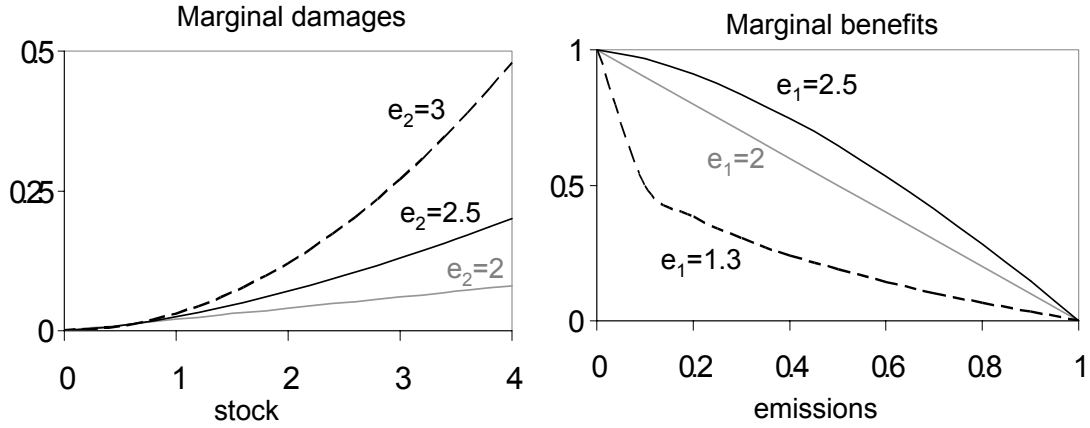 Marginal damages
0.5
0.25
0
0 1 2 3 4
stock
e₂=3
e₂=2.5
e₂=2
Marginal benefits
1
0.5
0
0 0.2 0.4 0.6 0.8 1
emissions
e₁=2.5
e₁=2
e₁=1.3